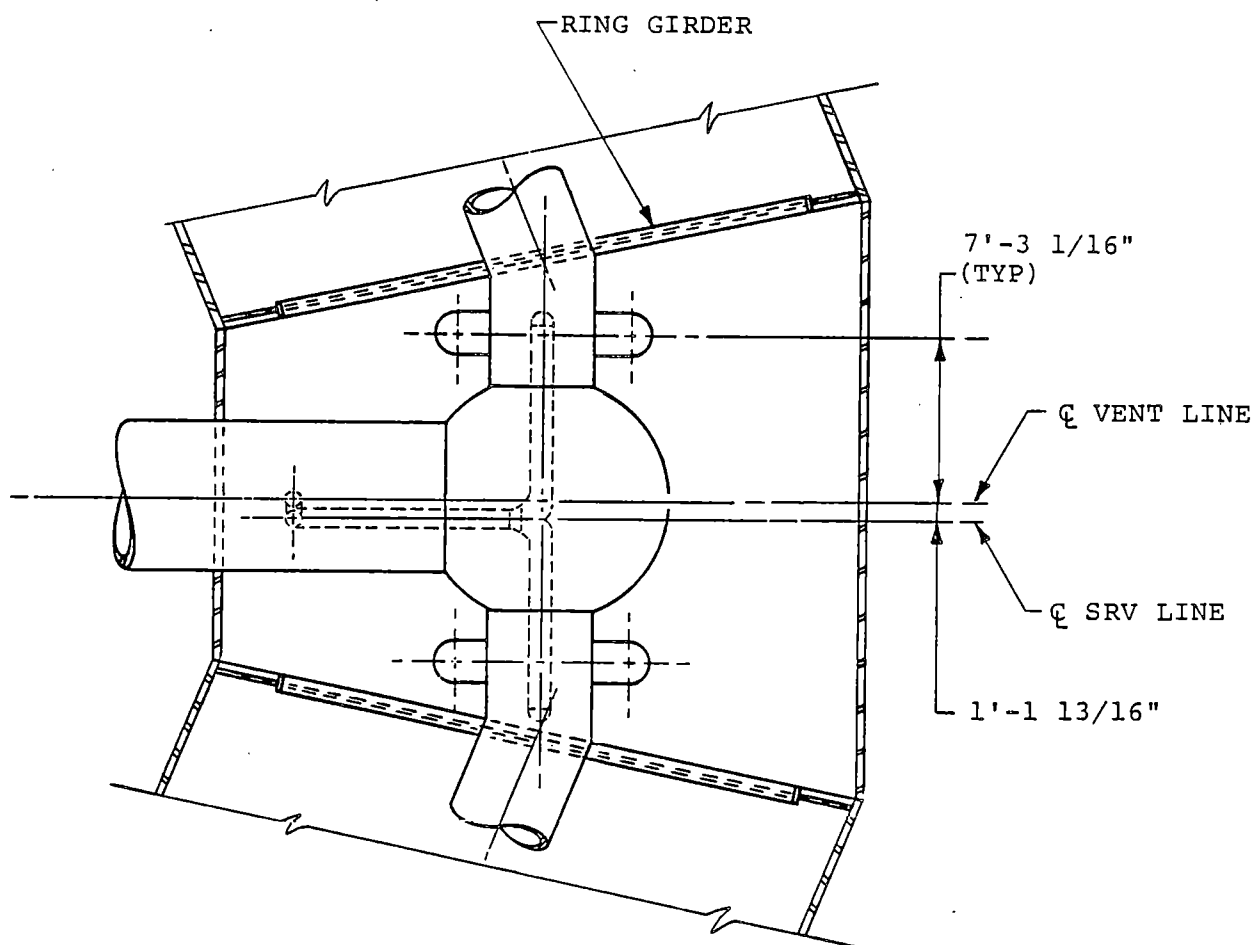 RING GIRDER
7'-3 1/16"
(TYP)
℄ VENT LINE
℄ SRV LINE
1'-1 13/16"